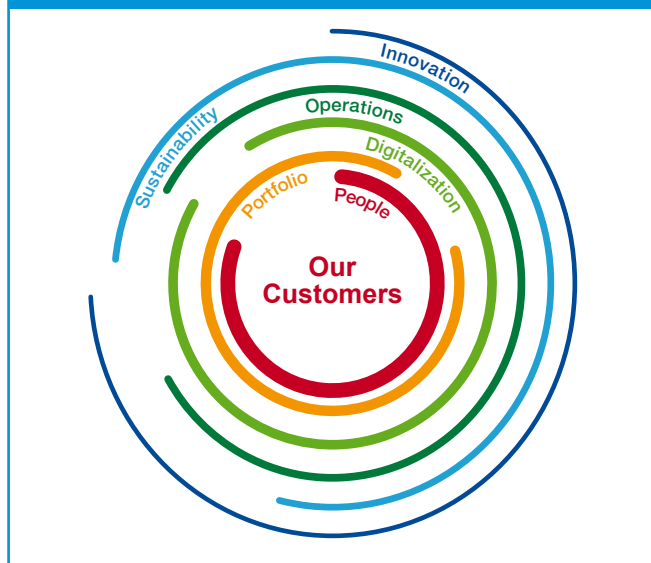 Innovation
Sustainability
Operations
Digitalization
Portfolio
People
Our
Customers